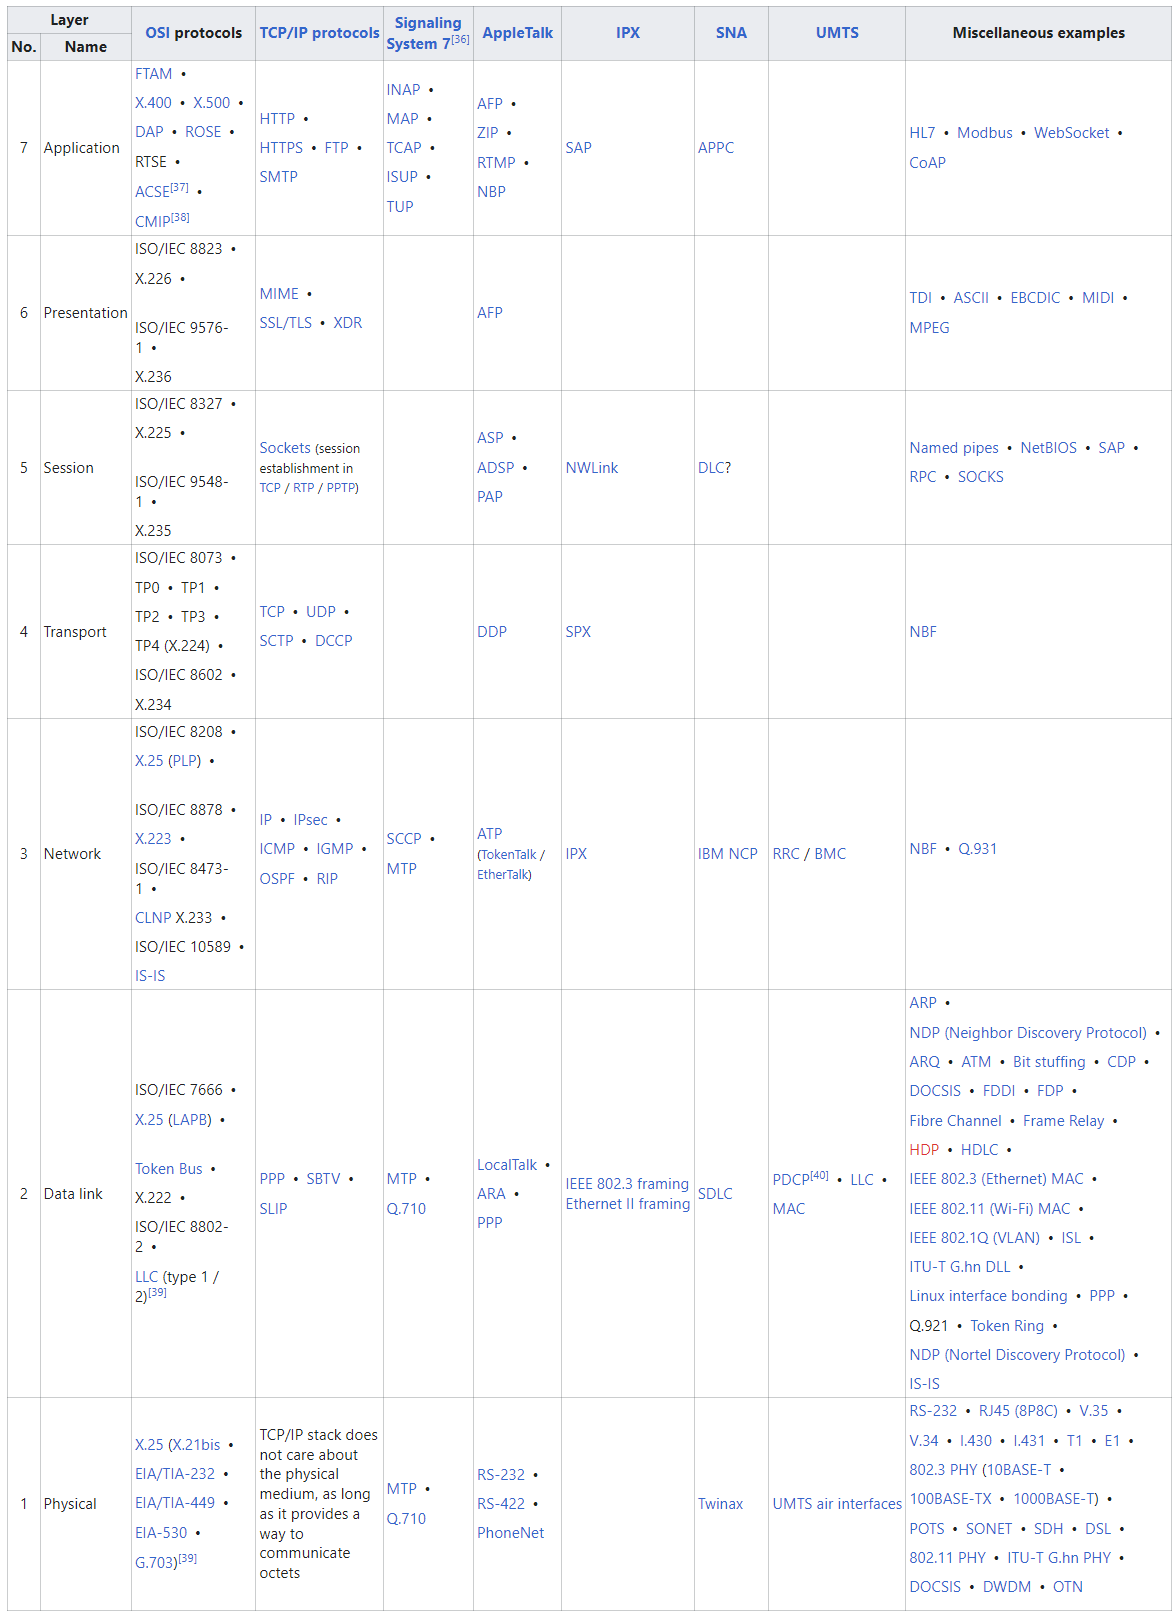 Layer
No.
Name
OSI protocols
TCP/IP protocols
Signaling
System 7[36]
AppleTalk
IPX
SNA
UMTS
Miscellaneous examples
7
Application
FTAM •
X.400 • X.500 •
DAP • ROSE •
RTSE •
ACSE[37] •
CMIP[38]
HTTP •
HTTPS • FTP •
SMTP
INAP •
MAP •
TCAP •
ISUP •
TUP
AFP •
ZIP •
RTMP •
NBP
SAP
APPC
HL7 • Modbus • WebSocket •
CoAP
6
Presentation
ISO/IEC 8823 •
X.226 •
ISO/IEC 9576-
1 •
X.236
MIME •
SSL/TLS • XDR
AFP
TDI • ASCII • EBCDIC • MIDI •
MPEG
5
Session
ISO/IEC 8327 •
X.225 •
ISO/IEC 9548-
1 •
X.235
Sockets (session
establishment in
TCP / RTP / PPTP)
ASP •
ADSP •
PAP
NWLink
DLC?
Named pipes • NetBIOS • SAP •
RPC • SOCKS
4
Transport
ISO/IEC 8073 •
TP0 • TP1 •
TP2 • TP3 •
TP4 (X.224) •
ISO/IEC 8602 •
X.234
TCP • UDP •
SCTP • DCCP
DDP
SPX
NBF
3
Network
ISO/IEC 8208 •
X.25 (PLP) •
ISO/IEC 8878 •
X.223 •
ISO/IEC 8473-
1 •
CLNP X.233 •
ISO/IEC 10589 •
IS-IS
IP • IPsec •
ICMP • IGMP •
OSPF • RIP
SCCP •
MTP
ATP
(TokenTalk /
EtherTalk)
IPX
IBM NCP
RRC / BMC
NBF • Q.931
2
Data link
ISO/IEC 7666 •
X.25 (LAPB) •
Token Bus •
X.222 •
ISO/IEC 8802-
2 •
LLC (type 1 /
2)[39]
PPP • SBTV •
SLIP
MTP •
Q.710
LocalTalk •
ARA •
PPP
IEEE 802.3 framing
Ethernet II framing
SDLC
PDCP[40] • LLC •
MAC
ARP •
NDP (Neighbor Discovery Protocol) •
ARQ • ATM • Bit stuffing • CDP •
DOCSIS • FDDI • FDP •
Fibre Channel • Frame Relay •
HDP • HDLC •
IEEE 802.3 (Ethernet) MAC •
IEEE 802.11 (Wi-Fi) MAC •
IEEE 802.1Q (VLAN) • ISL •
ITU-T G.hn DLL •
Linux interface bonding • PPP •
Q.921 • Token Ring •
NDP (Nortel Discovery Protocol) •
IS-IS
1
Physical
X.25 (X.21bis •
EIA/TIA-232 •
EIA/TIA-449 •
EIA-530 •
G.703)[39]
TCP/IP stack does
not care about
the physical
medium, as long
as it provides a
way to
communicate
octets
MTP •
Q.710
RS-232 •
RS-422 •
PhoneNet
Twinax
UMTS air interfaces
RS-232 • RJ45 (8P8C) • V.35 •
V.34 • I.430 • I.431 • T1 • E1 •
802.3 PHY (10BASE-T •
100BASE-TX • 1000BASE-T) •
POTS • SONET • SDH • DSL •
802.11 PHY • ITU-T G.hn PHY •
DOCSIS • DWDM • OTN